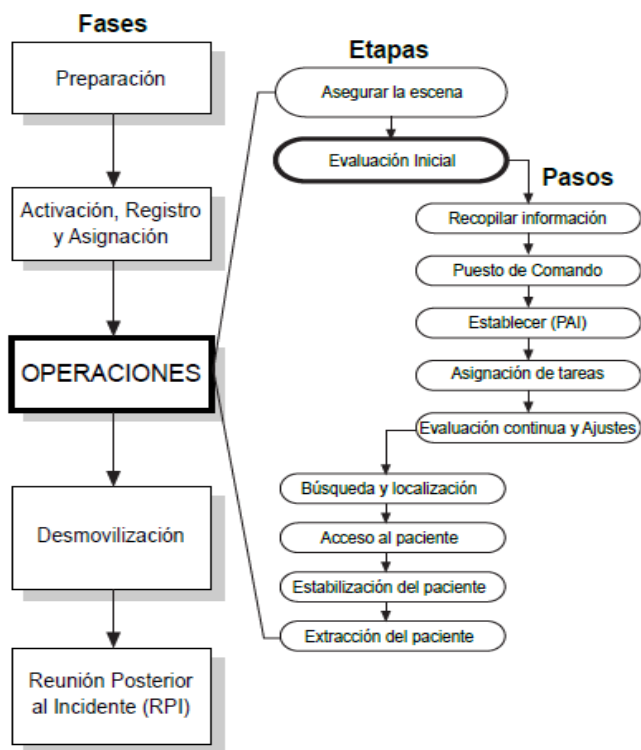 Fases
Preparación
Activación, Registro
y Asignación
OPERACIONES
Desmovilización
Reunión Posterior
al Incidente (RPI)
Etapas
Asegurar la escena
Evaluación Inicial
Pasos
Recopilar información
Puesto de Comando
Establecer (PAI)
Asignación de tareas
Evaluación continua y Ajustes
Búsqueda y localización
Acceso al paciente
Estabilización del paciente
Extracción del paciente